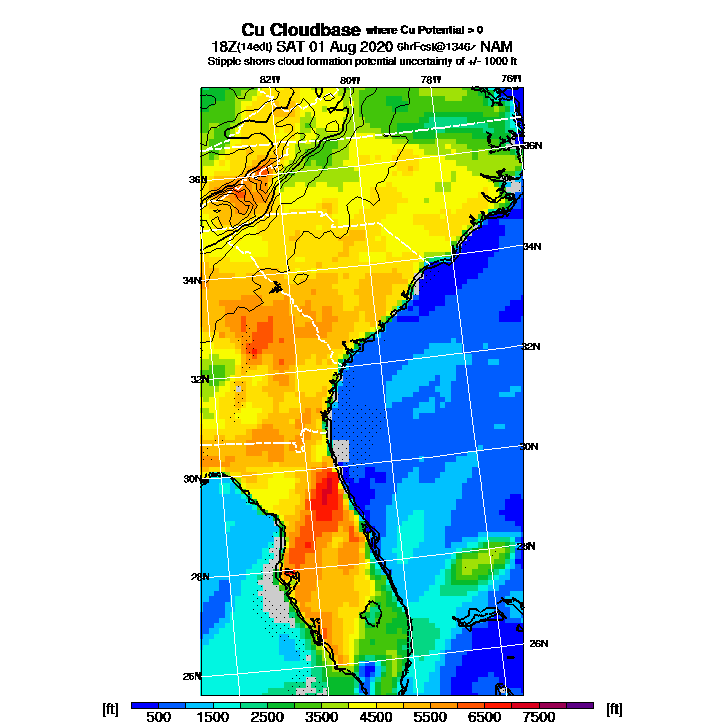 Cu Cloudbase where Cu Potential > 0
18Z(14edt) SAT 01 Aug 2020 6hrFcst@1346z NAM
Stipple shows cloud formation potential uncertainty of +/- 1000 ft
82W 80W 78W 76W
36N
36N
34N
34N
32N
32N
30N
30N
28N
28N
26N
26N
[ft] 500 1500 2500 3500 4500 5500 6500 7500 [ft]